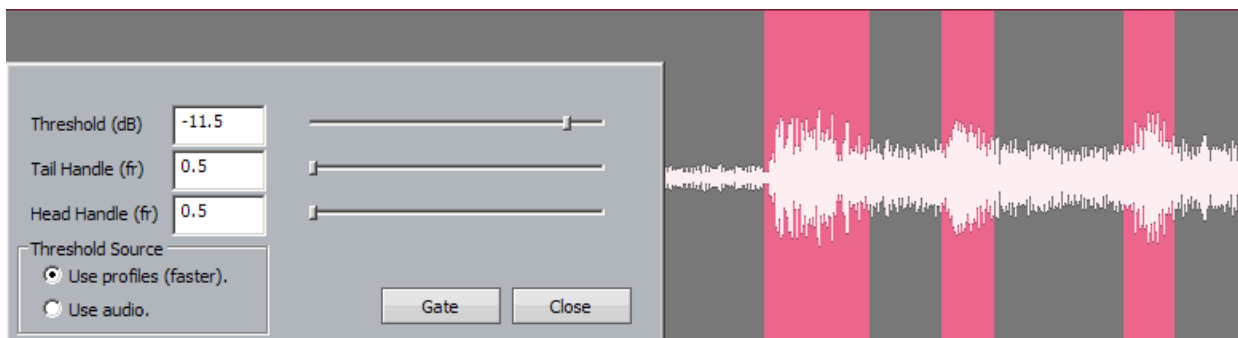 Threshold (dB) -11.5
Tail Handle (fr) 0.5
Head Handle (fr) 0.5
Threshold Source
Use profiles (faster).
Use audio.
Gate Close